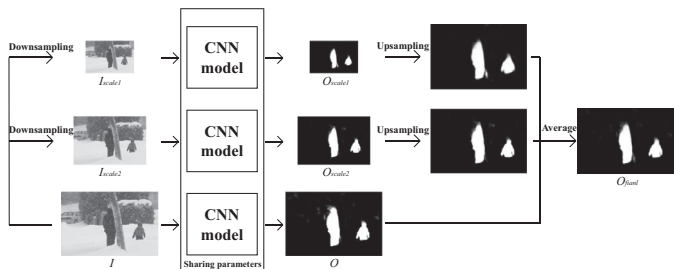 Downsampling
CNN
model
Upsampling
Iscale1
Oscale1
Downsampling
CNN
model
Upsampling
Average
Iscale2
Oscale2
Ofianl
CNN
model
I
Sharing parameters
O